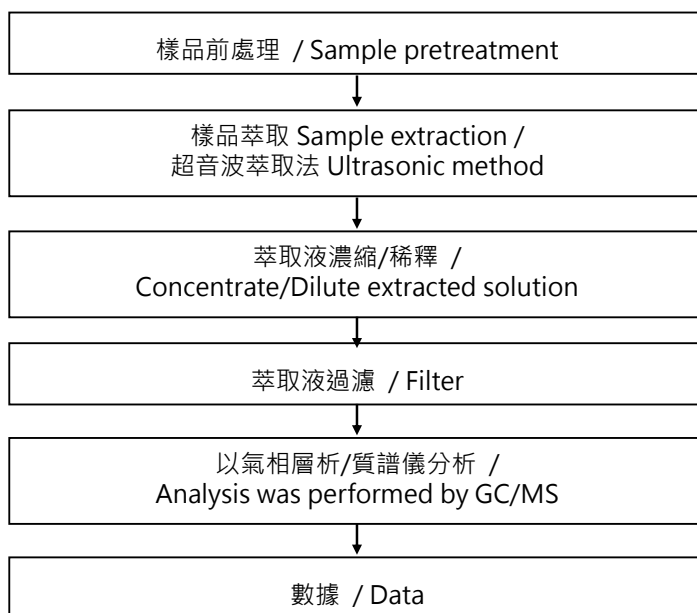 樣品前處理 / Sample pretreatment
樣品萃取 Sample extraction /
超音波萃取法 Ultrasonic method
萃取液濃縮/稀釋 /
Concentrate/Dilute extracted solution
萃取液過濾 / Filter
以氣相層析/質譜儀分析 /
Analysis was performed by GC/MS
數據 / Data